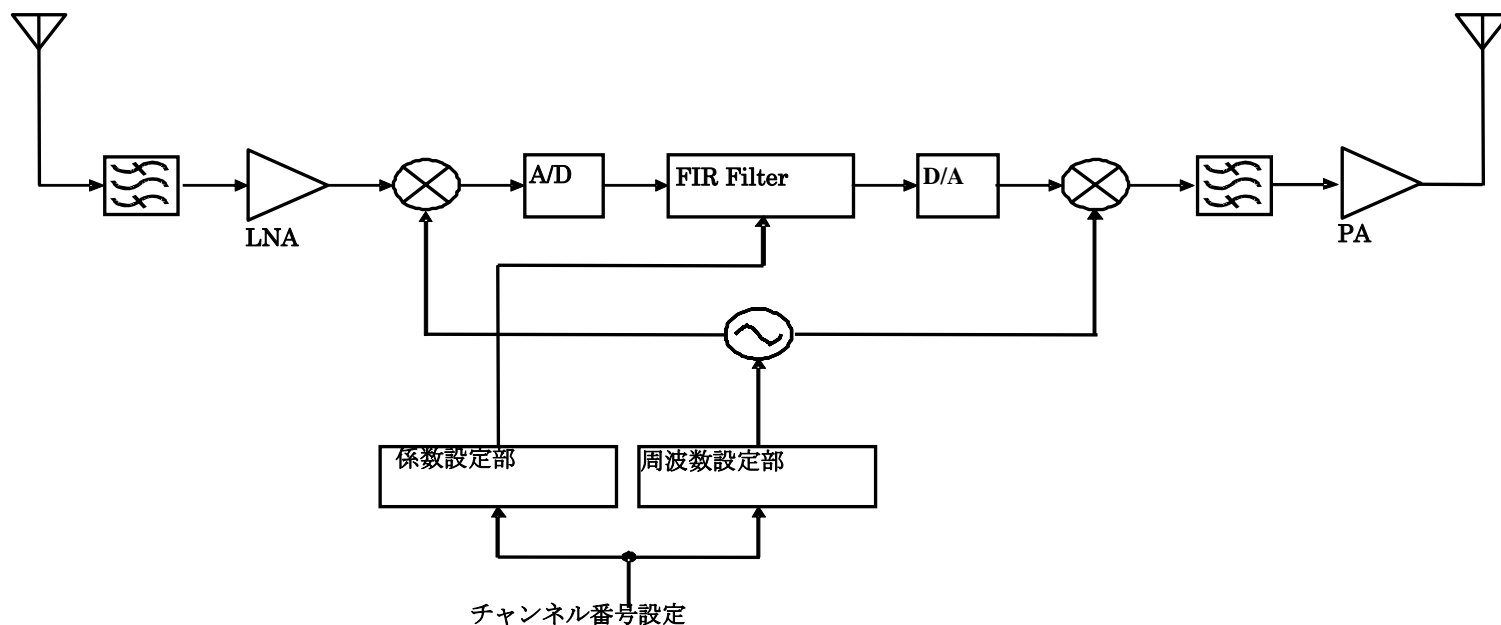 A/D
FIR Filter
D/A
LNA
PA
係数設定部
周波数設定部
チャンネル番号設定